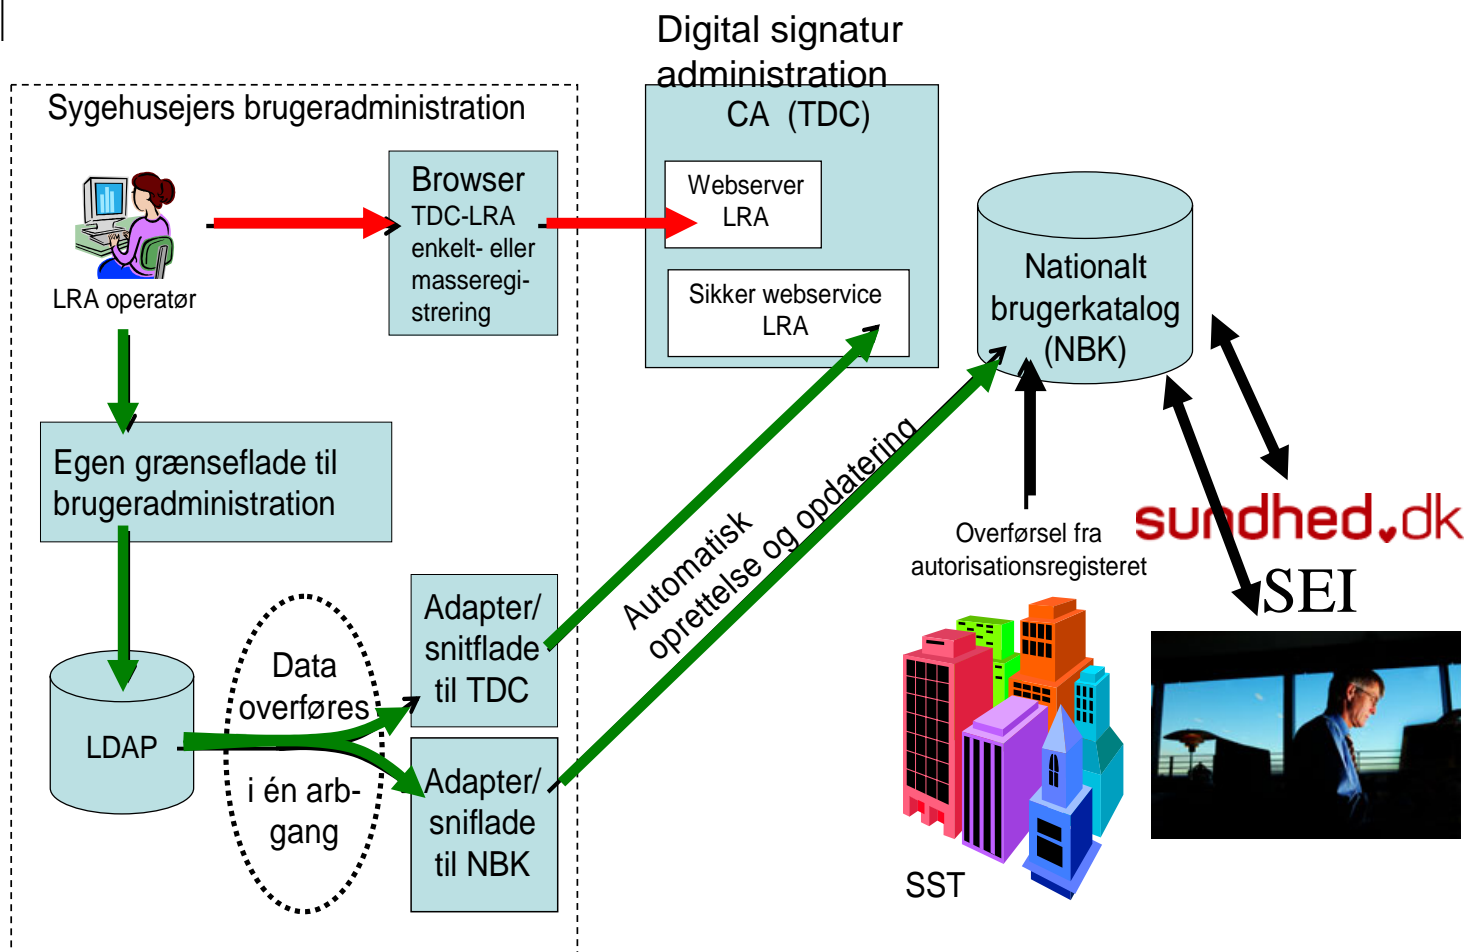 Digital signatur
administration
CA (TDC)
Sygehusejers brugeradministration
LRA operatør
Browser
TDC-LRA
enkelt- eller
masseregi-
strering
Webserver
LRA
Sikker webservice
LRA
Nationalt
brugerkatalog
(NBK)
Egen grænseflade til
brugeradministration
LDAP
Data
overføres
i én arb-
gang
Adapter/
snitflade
til TDC
Adapter/
sniflade
til NBK
Automatisk
oprettelse og opdatering
Overførsel fra
autorisationsregisteret
SST
sundhed.dk
SEI